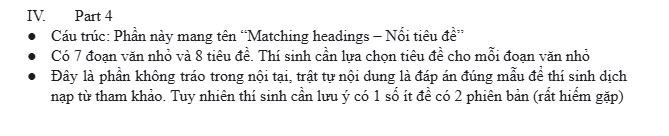 IV. Part 4
● Cáu trúc: Phần này mang tên “Matching headings – Nối tiêu đề”
● Có 7 đoạn văn nhỏ và 8 tiêu đề. Thí sinh cần lựa chọn tiêu đề cho mỗi đoạn văn nhỏ
● Đây là phần không tráo trong nội tại, trật tự nội dung là đáp án đúng mẫu để thí sinh dịch
nạp từ tham khảo. Tuy nhiên thí sinh cần lưu ý có 1 số ít đề có 2 phiên bản (rất hiếm gặp)